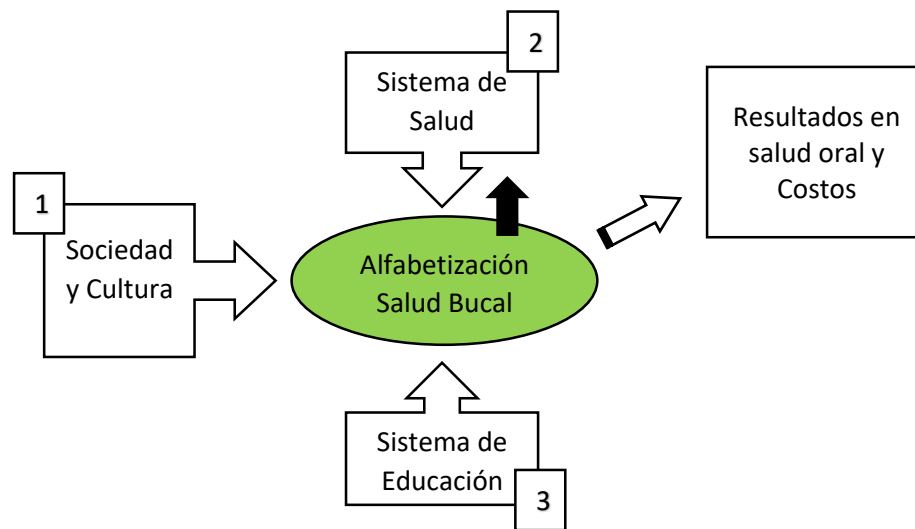 2
Sistema de
Salud
Resultados en
salud oral y
Costos
1
Sociedad
y Cultura
Alfabetización
Salud Bucal
Sistema de
Educación
3